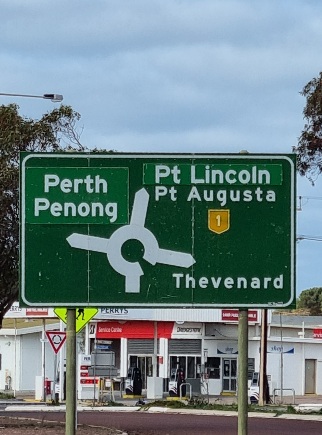 Perth
Penong
Pt Lincoln
Pt Augusta
1
Thevenard
PERRYS
Service Centre